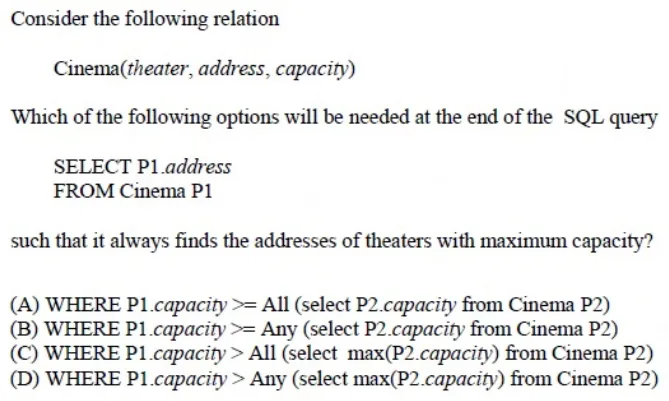 Consider the following relation
Cinema(theater, address, capacity)
Which of the following options will be needed at the end of the SQL query
SELECT P1.address
FROM Cinema P1
such that it always finds the addresses of theaters with maximum capacity?
(A) WHERE P1.capacity >= All (select P2.capacity from Cinema P2)
(B) WHERE P1.capacity >= Any (select P2.capacity from Cinema P2)
(C) WHERE P1.capacity > All (select max(P2.capacity) from Cinema P2)
(D) WHERE P1.capacity > Any (select max(P2.capacity) from Cinema P2)